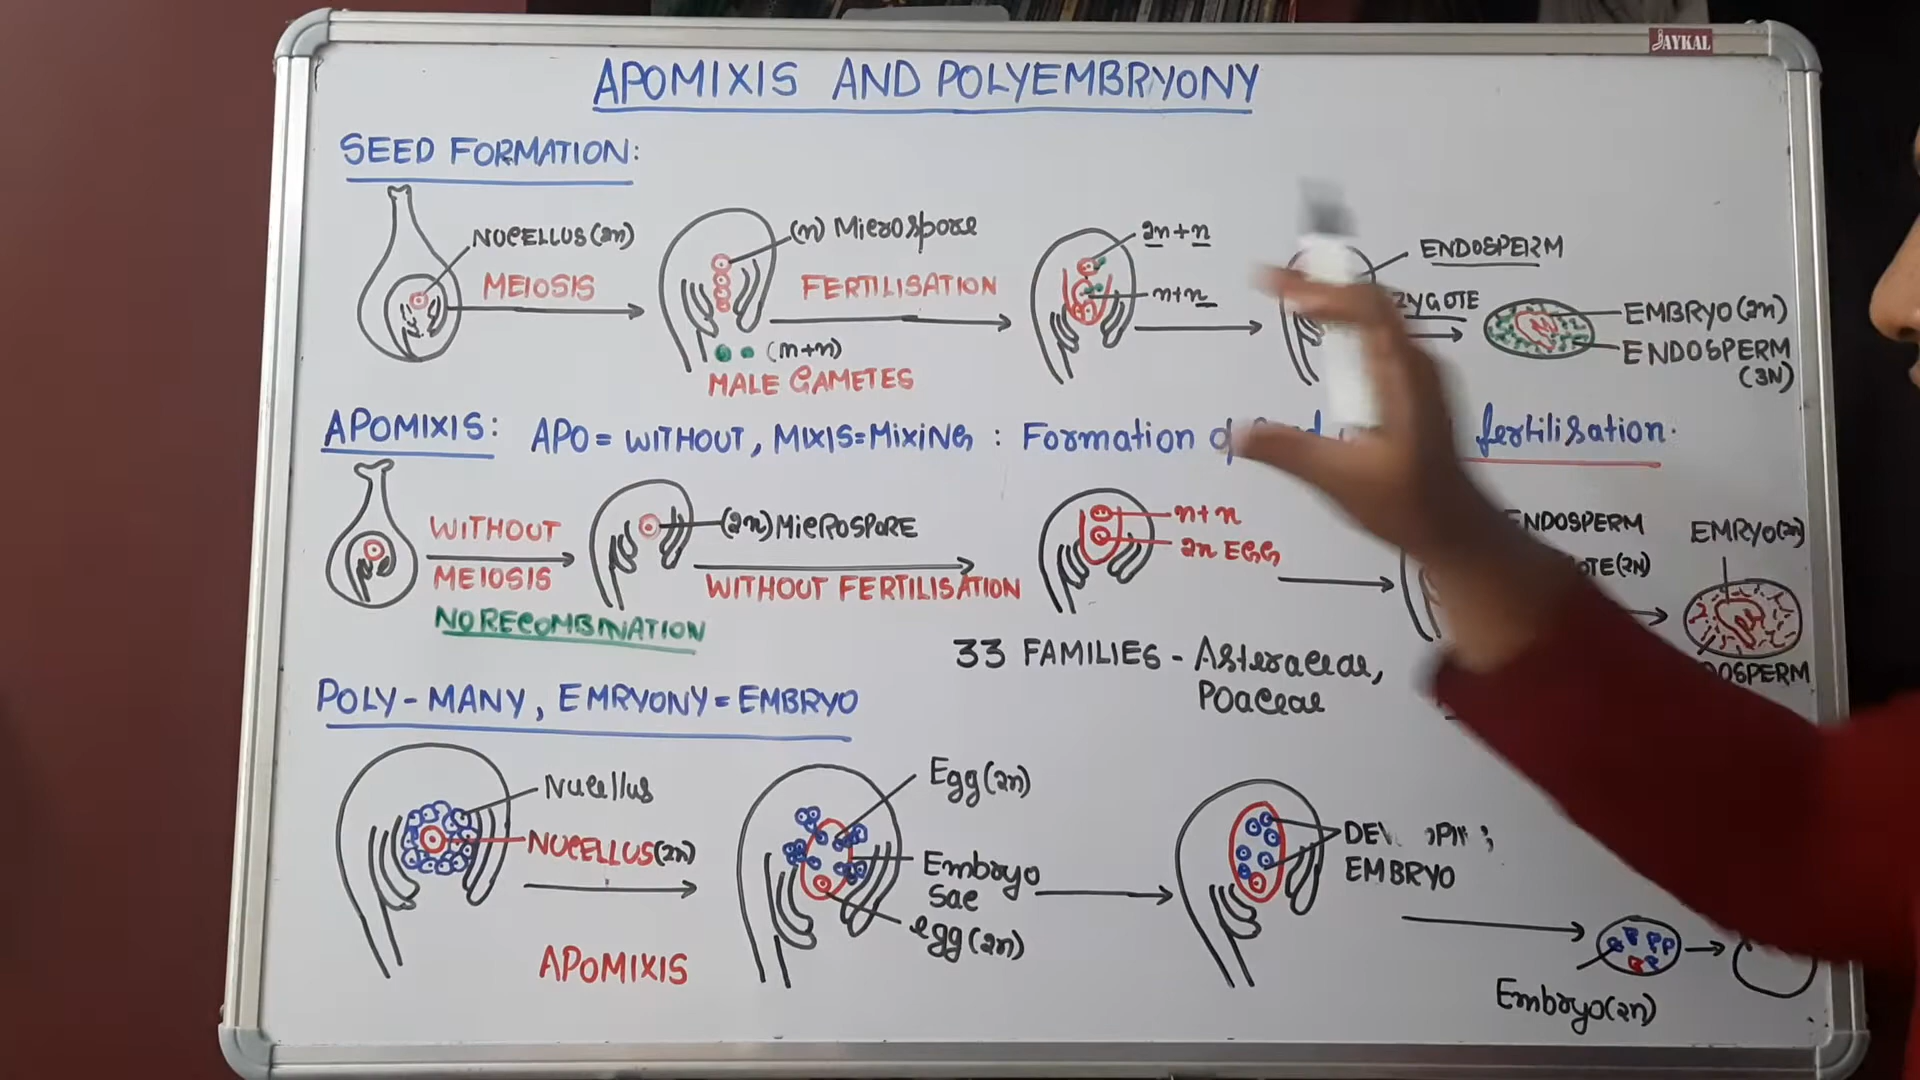 JAYKAL
APOMIXIS AND POLYEMBRYONY
SEED FORMATION:
NUCELLUS (2n)
MEIOSIS
(n) Microspore
FERTILISATION
(n+n)
MALE GAMETES
2n+n
n+n
ENDOSPERM
ZYGOTE
EMBRYO (2n)
ENDOSPERM
(3N)
APOMIXIS: APO = WITHOUT, MIXIS=MIXING : Formation fertilisation.
WITHOUT
MEIOSIS
NO RECOMBINATION
(2n) MICROSPORE
WITHOUT FERTILISATION
n+n
2n EGG
ENDOSPERM
EMRYO(2n)
33 FAMILIES - Asteraceae,
Poaceae
POLY-MANY, EMRYONY=EMBRYO
Nucellus
NUCELLUS(2n)
APOMIXIS
Egg(2n)
Embryo
Sac
egg(2n)
EMBRYO
Embryo(2n)